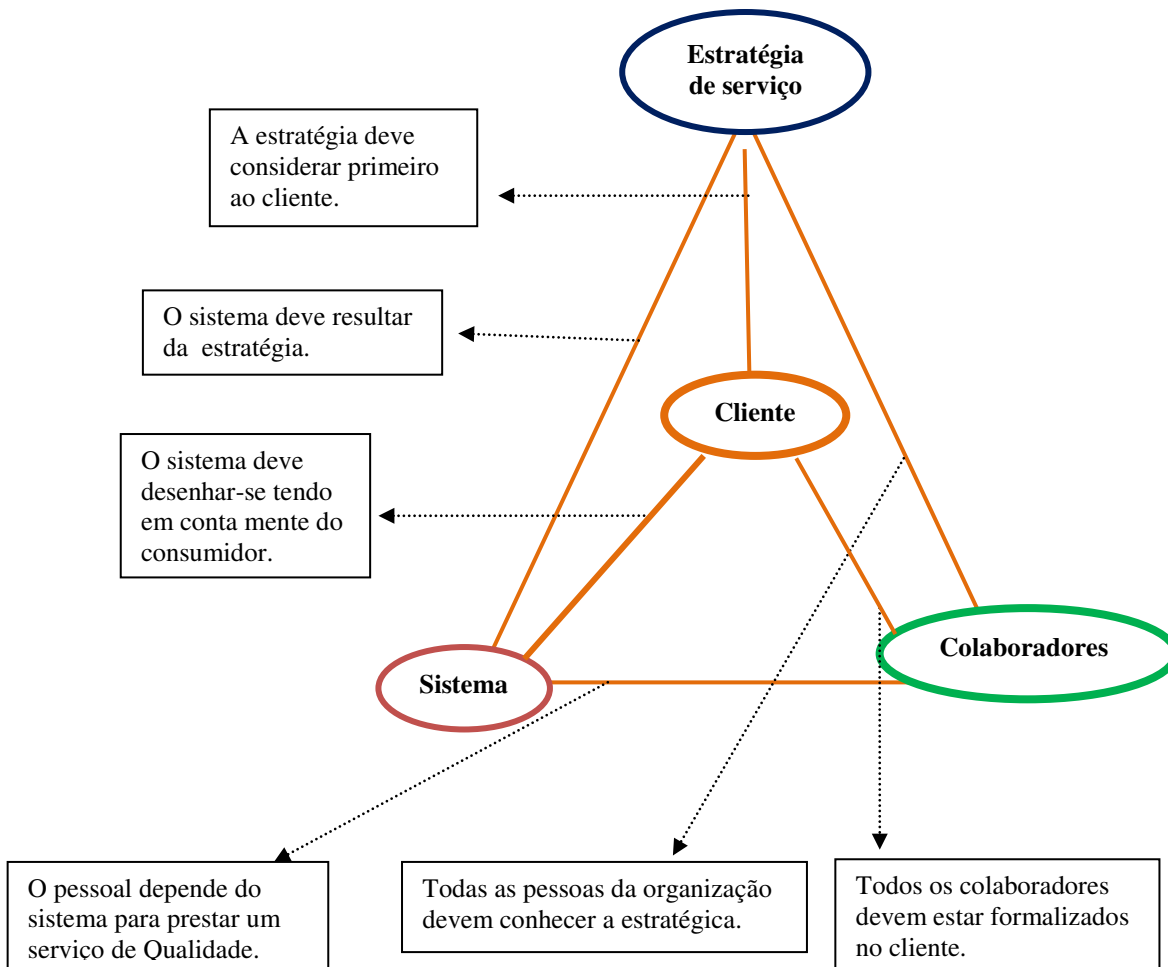 Estratégia
de serviço
A estratégia deve
considerar primeiro
ao cliente.
O sistema deve resultar
da estratégia.
Cliente
O sistema deve
desenhar-se tendo
em conta mente do
consumidor.
Colaboradores
Sistema
O pessoal depende do
sistema para prestar um
serviço de Qualidade.
Todas as pessoas da organização
devem conhecer a estratégica.
Todos os colaboradores
devem estar formalizados
no cliente.